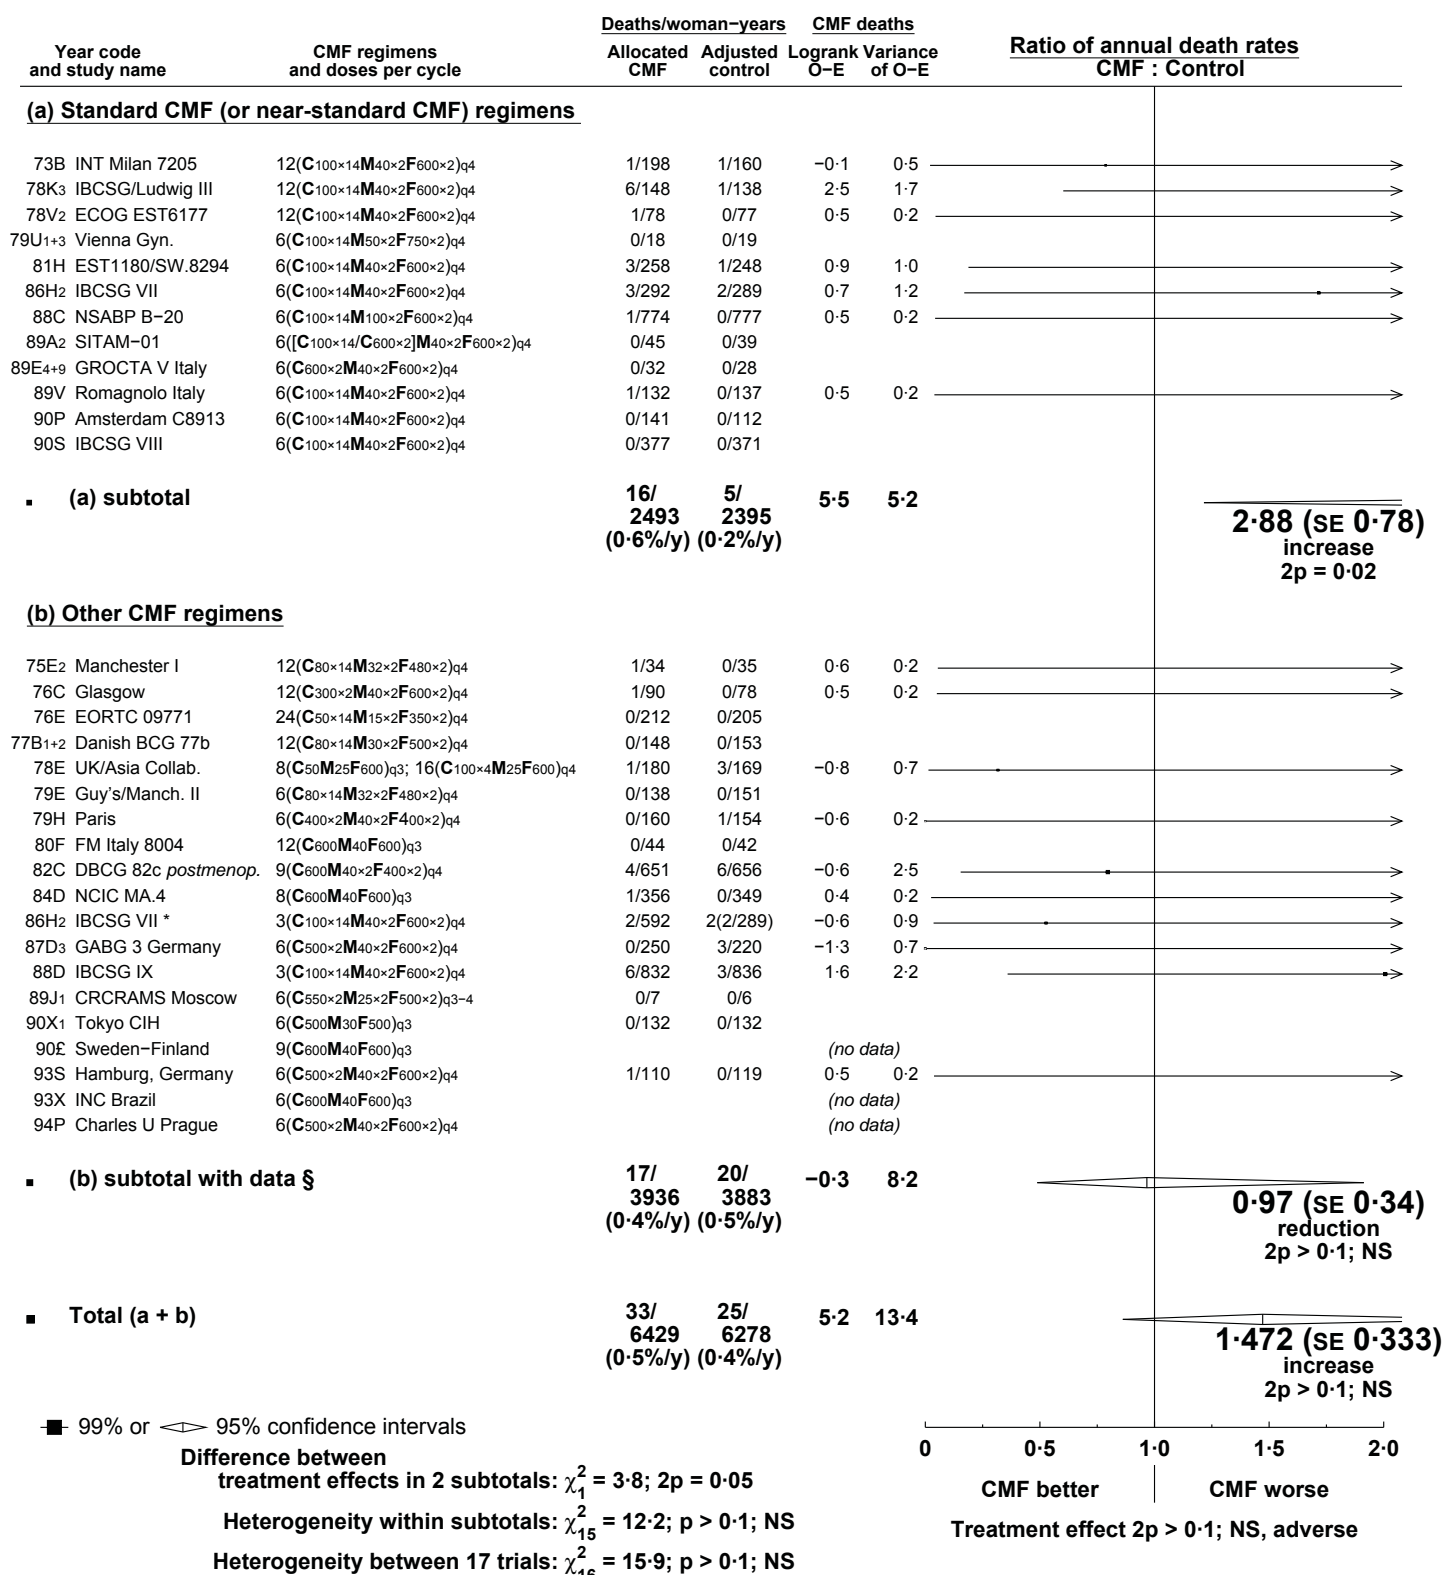 Deaths/woman−years CMF deaths
Year code and study name CMF regimens and doses per cycle Allocated CMF Adjusted control Logrank O−E Variance of O−E Ratio of annual death rates CMF : Control
(a) Standard CMF (or near-standard CMF) regimens
73B INT Milan 7205 12(C100×14M40×2F600×2)q4 1/198 1/160 −0·1 0·5
78K3 IBCSG/Ludwig III 12(C100×14M40×2F600×2)q4 6/148 1/138 2·5 1·7
78V2 ECOG EST6177 12(C100×14M40×2F600×2)q4 1/78 0/77 0·5 0·2
79U1+3 Vienna Gyn. 6(C100×14M50×2F750×2)q4 0/18 0/19
81H EST1180/SW.8294 6(C100×14M40×2F600×2)q4 3/258 1/248 0·9 1·0
86H2 IBCSG VII 6(C100×14M40×2F600×2)q4 3/292 2/289 0·7 1·2
88C NSABP B−20 6(C100×14M100×2F600×2)q4 1/774 0/777 0·5 0·2
89A2 SITAM−01 6([C100×14/C600×2]M40×2F600×2)q4 0/45 0/39
89E4+9 GROCTA V Italy 6(C600×2M40×2F600×2)q4 0/32 0/28
89V Romagnolo Italy 6(C100×14M40×2F600×2)q4 1/132 0/137 0·5 0·2
90P Amsterdam C8913 6(C100×14M40×2F600×2)q4 0/141 0/112
90S IBCSG VIII 6(C100×14M40×2F600×2)q4 0/377 0/371
(a) subtotal 16/ 5/ 5·5 5·2
2493 2395 2·88 (SE 0·78)
(0·6%/y) (0·2%/y) increase
2p = 0·02
(b) Other CMF regimens
75E2 Manchester I 12(C80×14M32×2F480×2)q4 1/34 0/35 0·6 0·2
76C Glasgow 12(C300×2M40×2F600×2)q4 1/90 0/78 0·5 0·2
76E EORTC 09771 24(C50×14M15×2F350×2)q4 0/212 0/205
77B1+2 Danish BCG 77b 12(C80×14M30×2F500×2)q4 0/148 0/153
78E UK/Asia Collab. 8(C50M25F600)q3; 16(C100×4M25F600)q4 1/180 3/169 −0·8 0·7
79E Guy's/Manch. II 6(C80×14M32×2F480×2)q4 0/138 0/151
79H Paris 6(C400×2M40×2F400×2)q4 0/160 1/154 −0·6 0·2
80F FM Italy 8004 12(C600M40F600)q3 0/44 0/42
82C DBCG 82c postmenop. 9(C600M40×2F400×2)q4 4/651 6/656 −0·6 2·5
84D NCIC MA.4 8(C600M40F600)q3 1/356 0/349 0·4 0·2
86H2 IBCSG VII * 3(C100×14M40×2F600×2)q4 2/592 2(2/289) −0·6 0·9
87D3 GABG 3 Germany 6(C500×2M40×2F600×2)q4 0/250 3/220 −1·3 0·7
88D IBCSG IX 3(C100×14M40×2F600×2)q4 6/832 3/836 1·6 2·2
89J1 CRCRAMS Moscow 6(C550×2M25×2F500×2)q3−4 0/7 0/6
90X1 Tokyo CIH 6(C500M30F500)q3 0/132 0/132
90£ Sweden−Finland 9(C600M40F600)q3 (no data)
93S Hamburg, Germany 6(C500×2M40×2F600×2)q4 1/110 0/119 0·5 0·2
93X INC Brazil 6(C600M40F600)q3 (no data)
94P Charles U Prague 6(C500×2M40×2F600×2)q4 (no data)
(b) subtotal with data § 17/ 20/ −0·3 8·2
3936 3883 0·97 (SE 0·34)
(0·4%/y) (0·5%/y) reduction
2p > 0·1; NS
Total (a + b) 33/ 25/ 5·2 13·4
6429 6278 1·472 (SE 0·333)
(0·5%/y) (0·4%/y) increase
2p > 0·1; NS
99% or 95% confidence intervals
0 0·5 1·0 1·5 2·0
Difference between
treatment effects in 2 subtotals: χ²₁ = 3·8; 2p = 0·05
CMF better CMF worse
Heterogeneity within subtotals: χ²₁₅ = 12·2; p > 0·1; NS
Treatment effect 2p > 0·1; NS, adverse
Heterogeneity between 17 trials: χ²₁₆ = 15·9; p > 0·1; NS